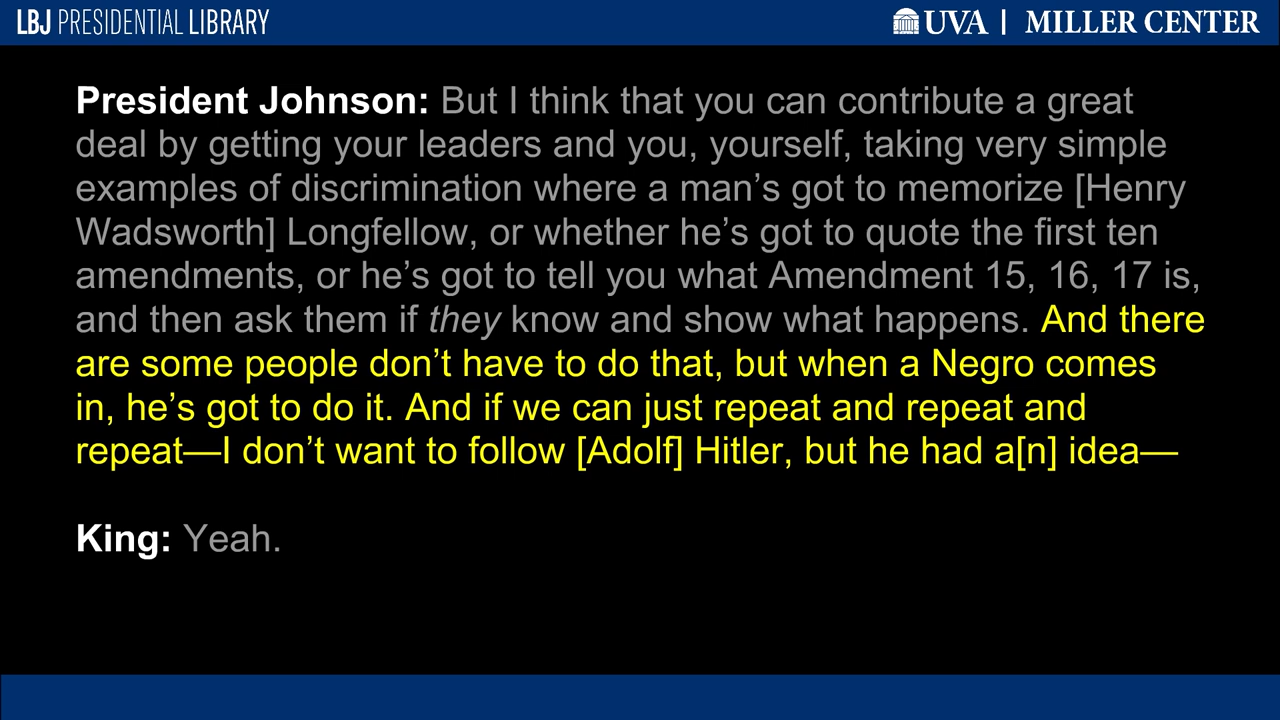 LBJ PRESIDENTIAL LIBRARY
UVA | MILLER CENTER
President Johnson: But I think that you can contribute a great
deal by getting your leaders and you, yourself, taking very simple
examples of discrimination where a man’s got to memorize [Henry
Wadsworth] Longfellow, or whether he’s got to quote the first ten
amendments, or he’s got to tell you what Amendment 15, 16, 17 is,
and then ask them if they know and show what happens. And there
are some people don’t have to do that, but when a Negro comes
in, he’s got to do it. And if we can just repeat and repeat and
repeat—I don’t want to follow [Adolf] Hitler, but he had a[n] idea—
King: Yeah.